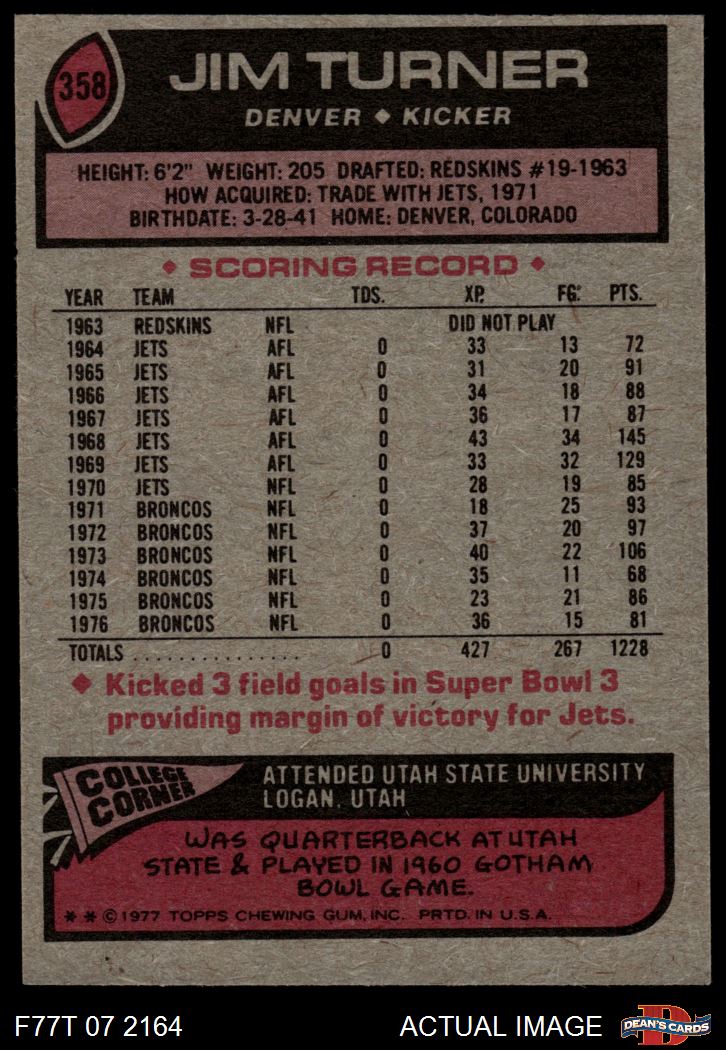 358
JIM TURNER
DENVER ◆ KICKER
HEIGHT: 6'2" WEIGHT: 205 DRAFTED: REDSKINS #19-1963
HOW ACQUIRED: TRADE WITH JETS, 1971
BIRTHDATE: 3-28-41 HOME: DENVER, COLORADO
◆ SCORING RECORD ◆
YEAR TEAM TDS. XP. FG. PTS.
1963 REDSKINS NFL DID NOT PLAY
1964 JETS AFL 0 33 13 72
1965 JETS AFL 0 31 20 91
1966 JETS AFL 0 34 18 88
1967 JETS AFL 0 36 17 87
1968 JETS AFL 0 43 34 145
1969 JETS AFL 0 33 32 129
1970 JETS NFL 0 28 19 85
1971 BRONCOS NFL 0 18 25 93
1972 BRONCOS NFL 0 37 20 97
1973 BRONCOS NFL 0 40 22 106
1974 BRONCOS NFL 0 35 11 68
1975 BRONCOS NFL 0 23 21 86
1976 BRONCOS NFL 0 36 15 81
TOTALS ................ 0 427 267 1228
◆ Kicked 3 field goals in Super Bowl 3
providing margin of victory for Jets.
COLLEGE
CORNER
ATTENDED UTAH STATE UNIVERSITY
LOGAN, UTAH
WAS QUARTERBACK AT UTAH
STATE & PLAYED IN 1960 GOTHAM
BOWL GAME.
* * © 1977 TOPPS CHEWING GUM, INC. PRTD. IN U.S.A.
F77T 07 2164 ACTUAL IMAGE
D
DEAN'S CARDS